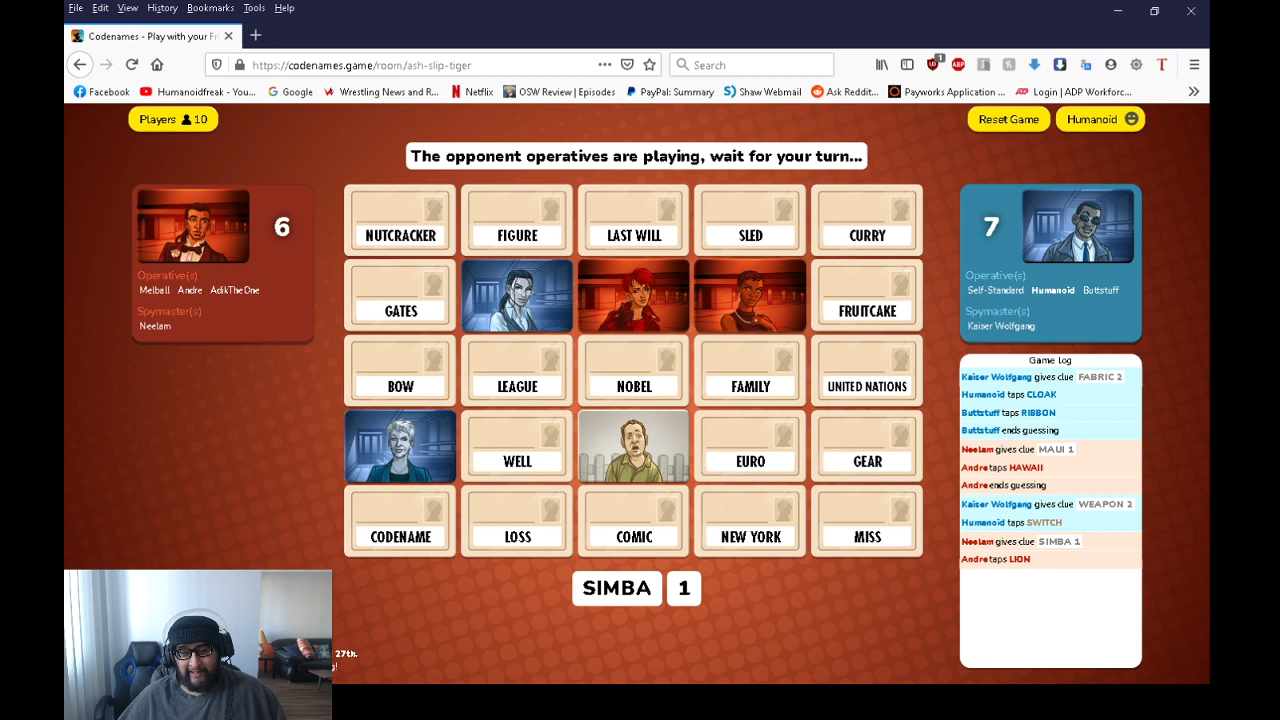 File Edit View History Bookmarks Tools Help
Codenames - Play with your Fri
https://codenames.game/room/ash-slip-tiger
Search
Facebook Humanoidfreak - You... Google Wrestling News and R... Netflix OSW Review | Episodes PayPal: Summary Shaw Webmail Ask Reddit... Payworks Application ... Login | ADP Workforc...
Players 10
Reset Game
Humanoid
The opponent operatives are playing, wait for your turn...
6
Operative(s)
Melball Andre AdikTheOne
Spymaster(s)
Neelam
NUTCRACKER FIGURE LAST WILL SLED CURRY
GATES FRUITCAKE
BOW LEAGUE NOBEL FAMILY UNITED NATIONS
WELL EURO GEAR
CODENAME LOSS COMIC NEW YORK MISS
SIMBA 1
7
Operative(s)
Self-Standard Humanoid Buttstuff
Spymaster(s)
Kaiser Wolfgang
Game Log
Kaiser Wolfgang gives clue FABRIC 2
Humanoid taps CLOAK
Buttstuff taps RIBBON
Buttstuff ends guessing
Neelam gives clue MAUI 1
Andre taps HAWAII
Andre ends guessing
Kaiser Wolfgang gives clue WEAPON 2
Humanoid taps SWITCH
Neelam gives clue SIMBA 1
Andre taps LION
27th.